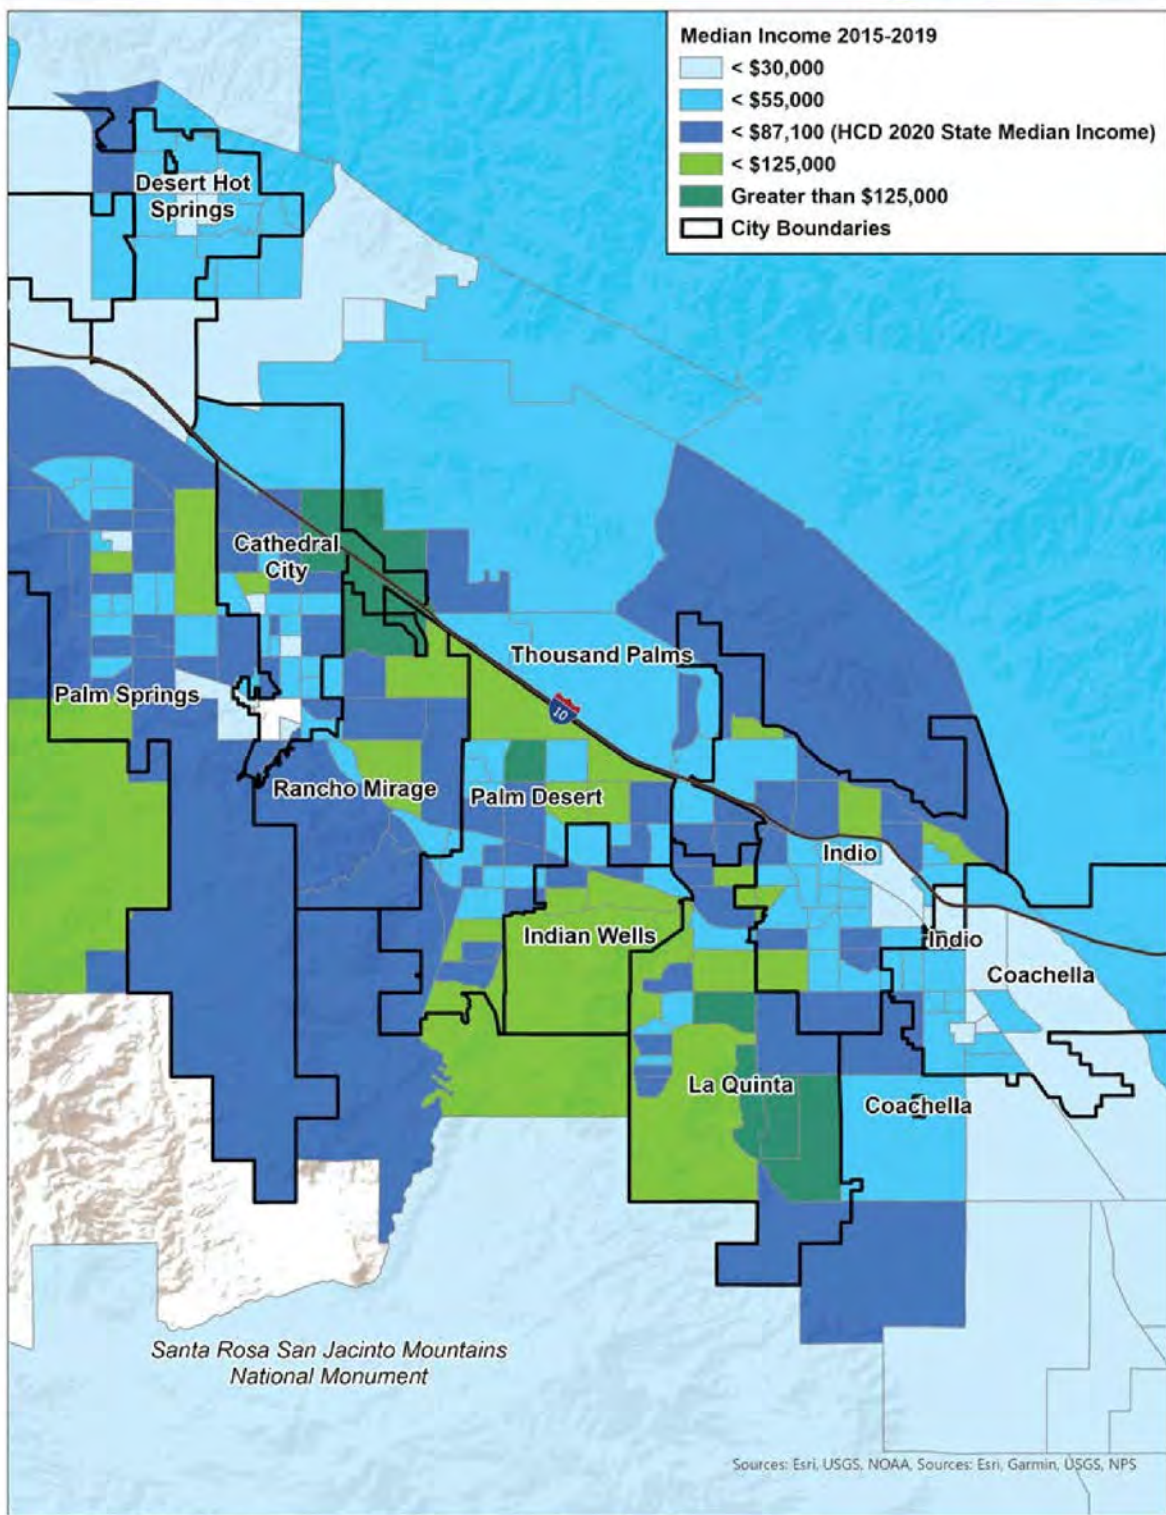 Median Income 2015-2019
< $30,000
< $55,000
< $87,100 (HCD 2020 State Median Income)
< $125,000
Greater than $125,000
City Boundaries
Desert Hot
Springs
Cathedral
City
Thousand Palms
Palm Springs
10
Rancho Mirage
Palm Desert
Indio
Indian Wells
Indio
Coachella
La Quinta
Coachella
Santa Rosa San Jacinto Mountains
National Monument
Sources: Esri, USGS, NOAA, Sources: Esri, Garmin, USGS, NPS